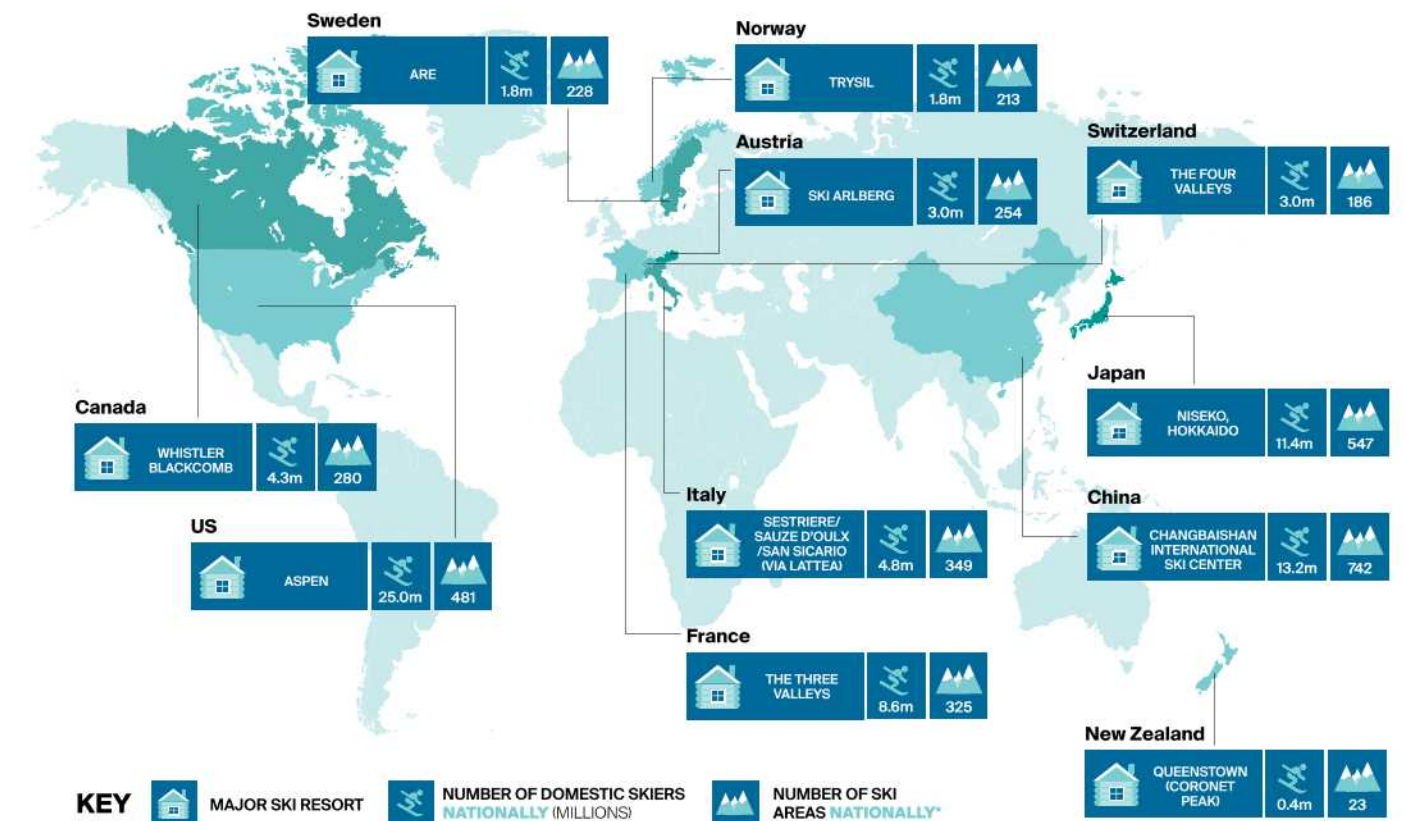 Sweden
ARE
1.8m
228
Norway
TRYSIL
1.8m
213
Austria
SKI ARLBERG
3.0m
254
Switzerland
THE FOUR
VALLEYS
3.0m
186
Japan
NISEKO,
HOKKAIDO
11.4m
547
Canada
WHISTLER
BLACKCOMB
4.3m
280
US
ASPEN
25.0m
481
Italy
SESTRIERE/
SAUZE D'OULX
/SAN SICARIO
(VIA LATTEA)
4.8m
349
China
CHANGBAISHAN
INTERNATIONAL
SKI CENTER
13.2m
742
France
THE THREE
VALLEYS
8.6m
325
New Zealand
QUEENSTOWN
(CORONET
PEAK)
0.4m
23
KEY
MAJOR SKI RESORT
NUMBER OF DOMESTIC SKIERS
NATIONALLY (MILLIONS)
NUMBER OF SKI
AREAS NATIONALLY*